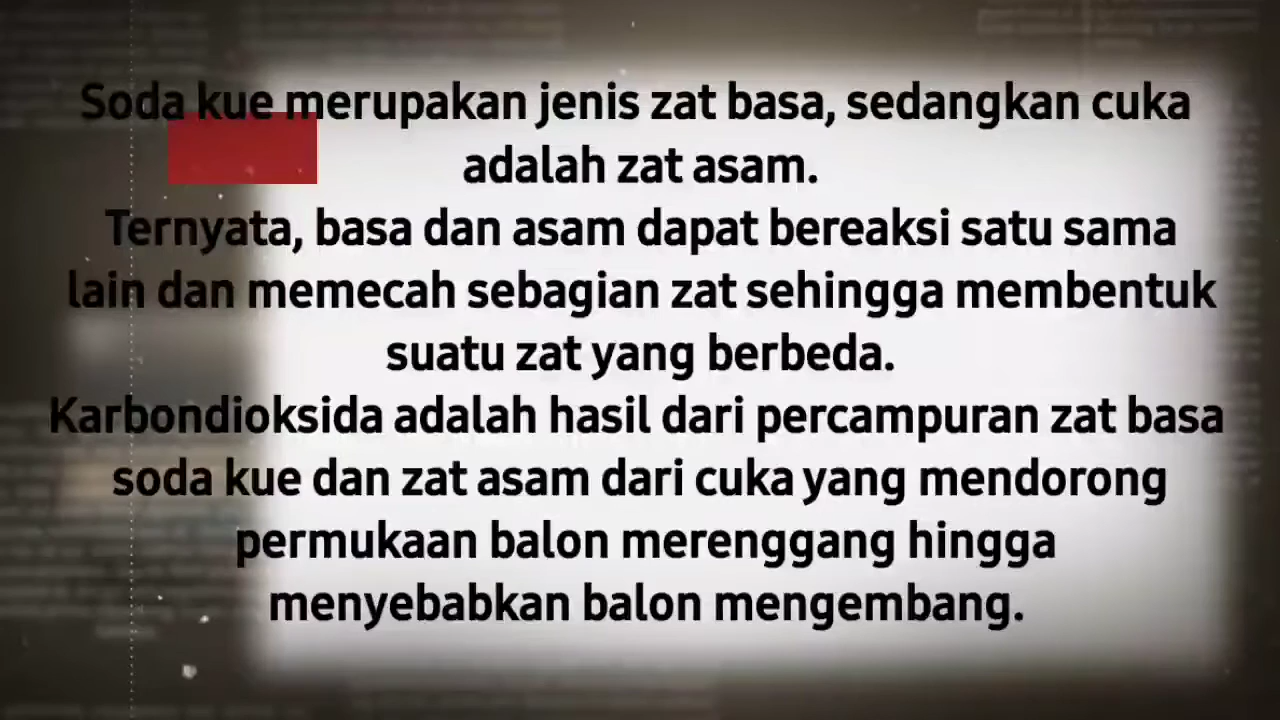 Soda kue merupakan jenis zat basa, sedangkan cuka
adalah zat asam.
Ternyata, basa dan asam dapat bereaksi satu sama
lain dan memecah sebagian zat sehingga membentuk
suatu zat yang berbeda.
Karbondioksida adalah hasil dari percampuran zat basa
soda kue dan zat asam dari cuka yang mendorong
permukaan balon merenggang hingga
menyebabkan balon mengembang.